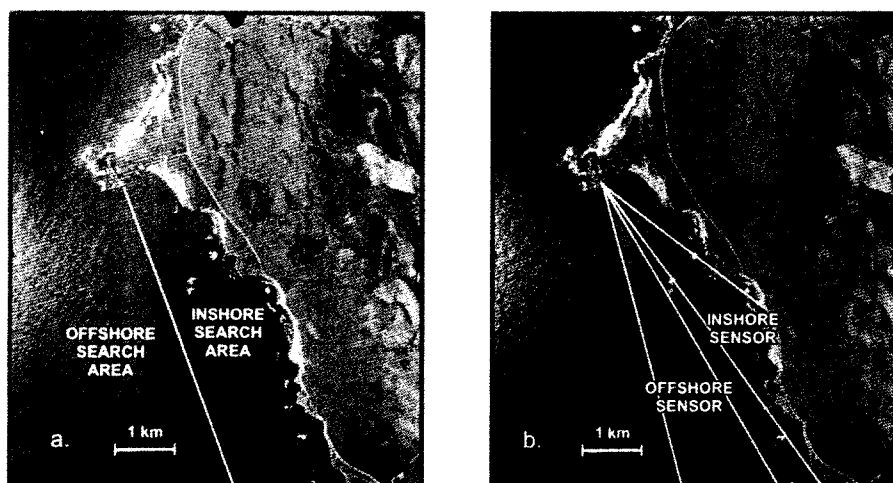 OFFSHORE
SEARCH
AREA
INSHORE
SEARCH
AREA
a.
1 km
INSHORE
SENSOR
OFFSHORE
SENSOR
b.
1 km